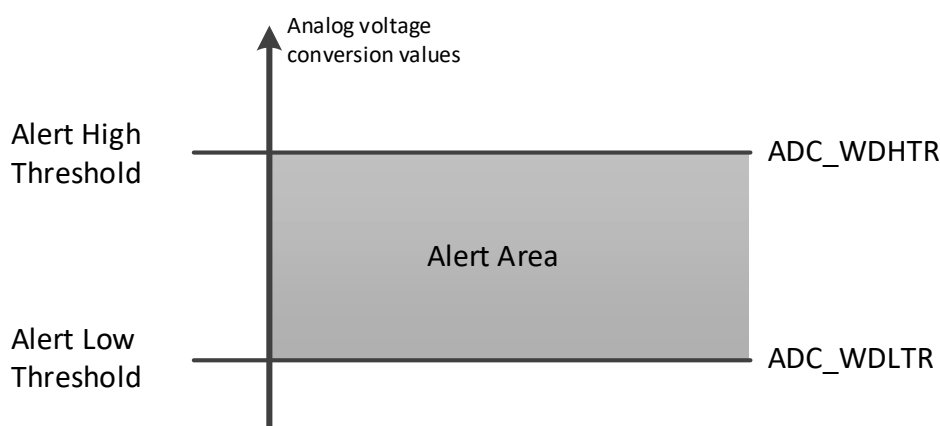 Analog voltage
conversion values
Alert High
Threshold
ADC_WDHTR
Alert Area
Alert Low
Threshold
ADC_WDLTR